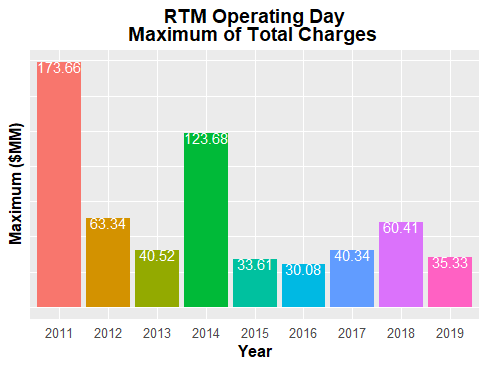 RTM Operating Day
Maximum of Total Charges
Maximum ($MM)
173.66
63.34
40.52
123.68
33.61
30.08
40.34
60.41
35.33
2011 2012 2013 2014 2015 2016 2017 2018 2019
Year